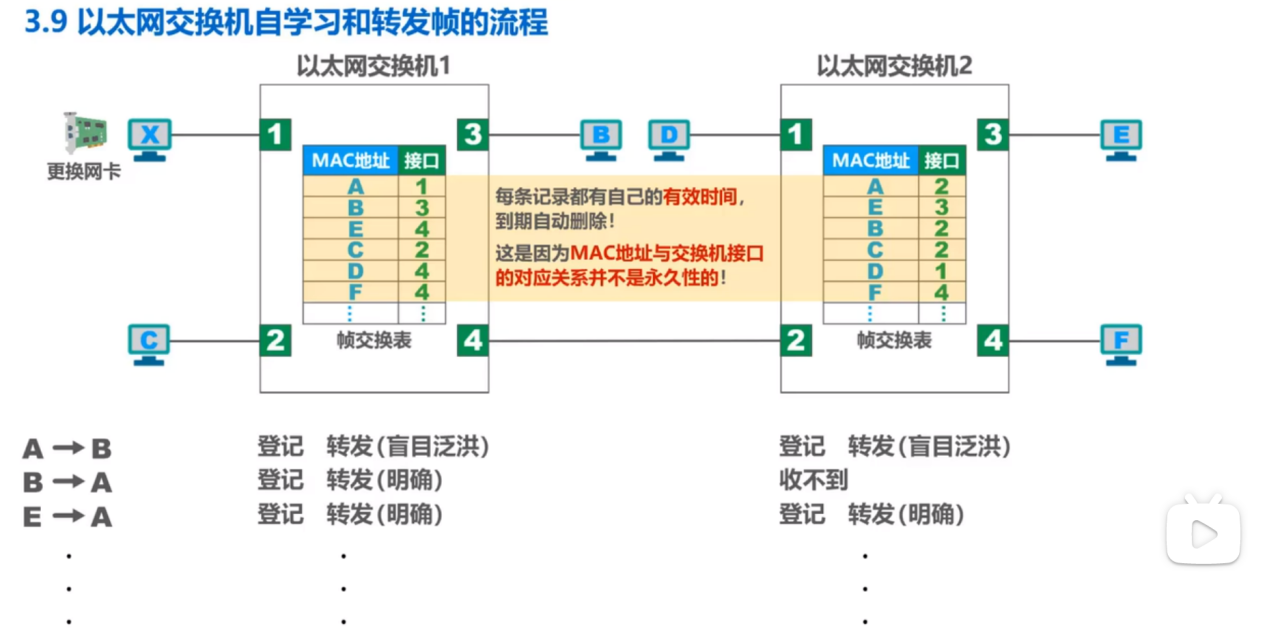 3.9 以太网交换机自学习和转发帧的流程
以太网交换机1
以太网交换机2
更换网卡
X
1
3
B
D
1
3
E
MAC地址 接口
A 1
B 3
E 4
C 2
D 4
F 4
⋮ ⋮
帧交换表
每条记录都有自己的有效时间,
到期自动删除!
这是因为MAC地址与交换机接口
的对应关系并不是永久性的!
MAC地址 接口
A 2
E 3
B 2
C 2
D 1
F 4
⋮ ⋮
帧交换表
C
2
4
2
4
F
A → B 登记 转发(盲目泛洪) 登记 转发(盲目泛洪)
B → A 登记 转发(明确) 收不到
E → A 登记 转发(明确) 登记 转发(明确)